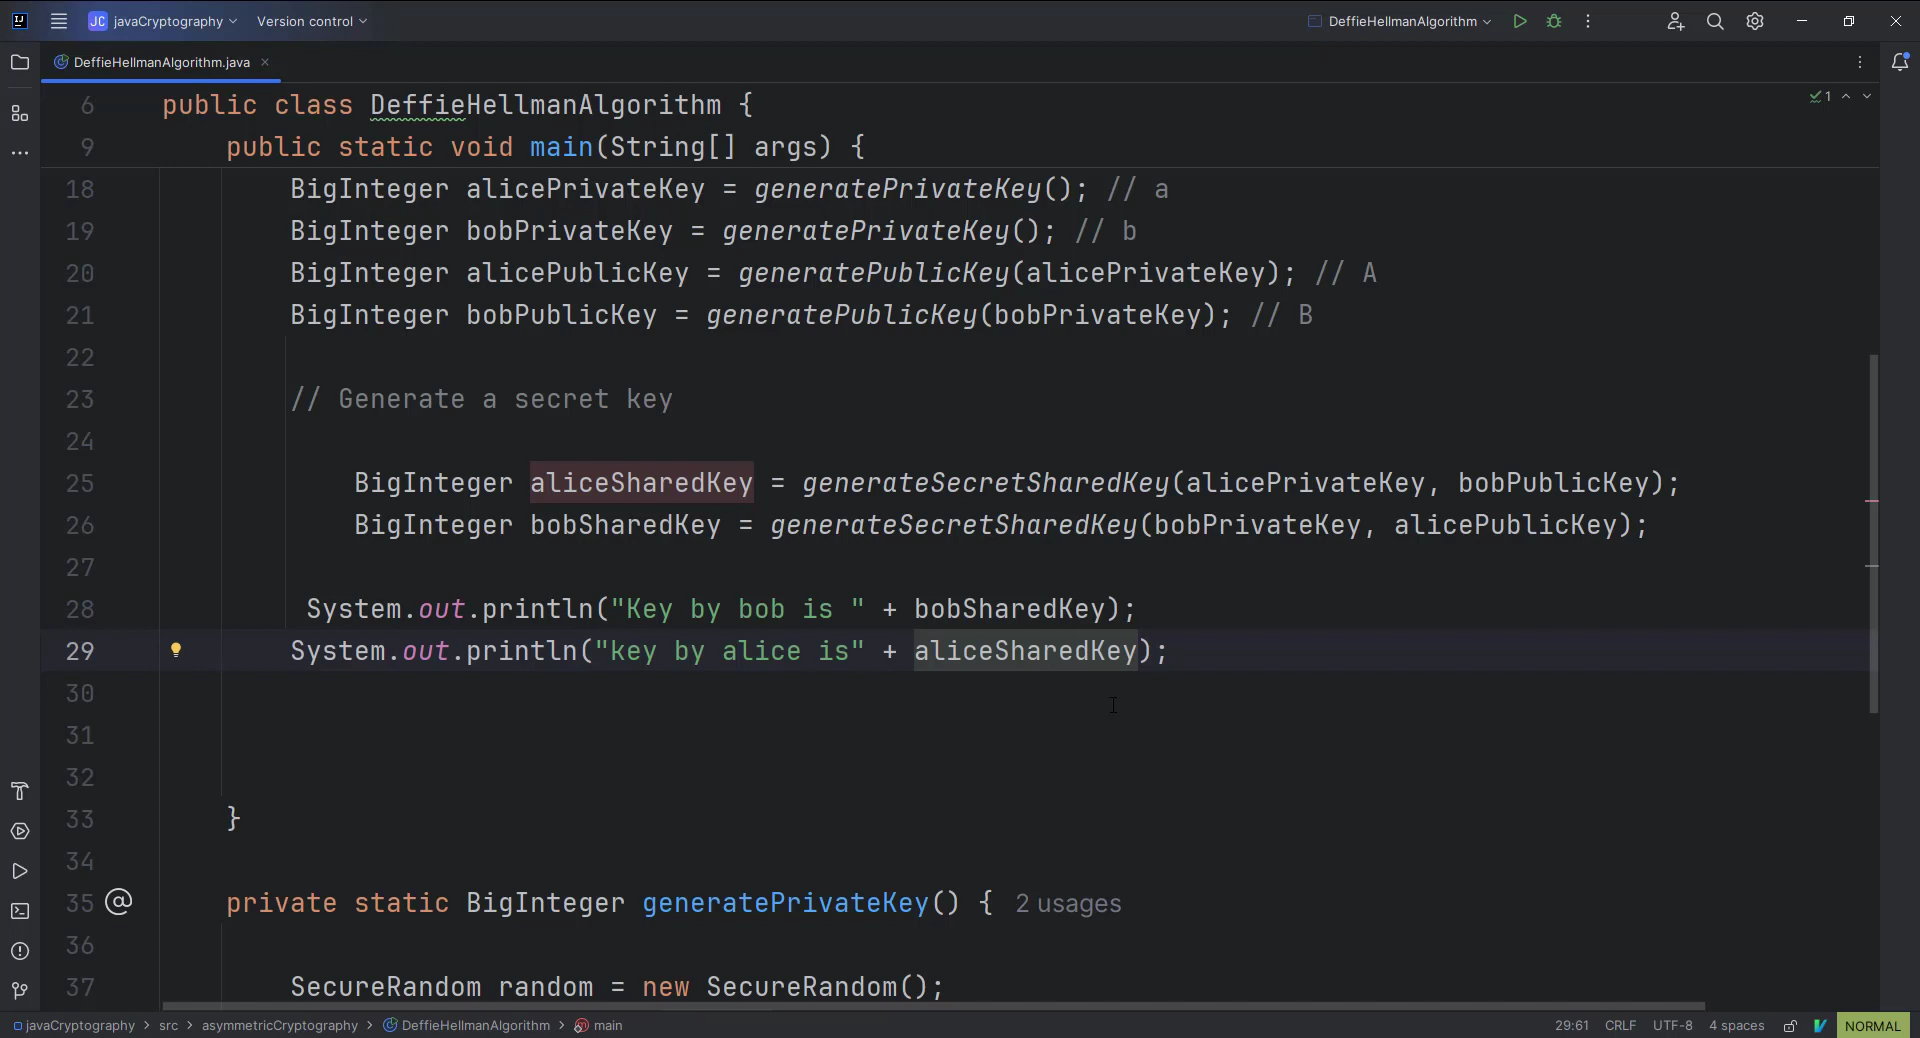 JC javaCryptography Version control DeffieHellmanAlgorithm
DeffieHellmanAlgorithm.java
6 public class DeffieHellmanAlgorithm { 1
9 public static void main(String[] args) {
18 BigInteger alicePrivateKey = generatePrivateKey(); // a
19 BigInteger bobPrivateKey = generatePrivateKey(); // b
20 BigInteger alicePublicKey = generatePublicKey(alicePrivateKey); // A
21 BigInteger bobPublicKey = generatePublicKey(bobPrivateKey); // B
22
23 // Generate a secret key
24
25 BigInteger aliceSharedKey = generateSecretSharedKey(alicePrivateKey, bobPublicKey);
26 BigInteger bobSharedKey = generateSecretSharedKey(bobPrivateKey, alicePublicKey);
27
28 System.out.println("Key by bob is " + bobSharedKey);
29 System.out.println("key by alice is" + aliceSharedKey);
30
31
32
33 }
34
35 @ private static BigInteger generatePrivateKey() { 2 usages
36
37 SecureRandom random = new SecureRandom();
javaCryptography > src > asymmetricCryptography > DeffieHellmanAlgorithm > main 29:61 CRLF UTF-8 4 spaces NORMAL